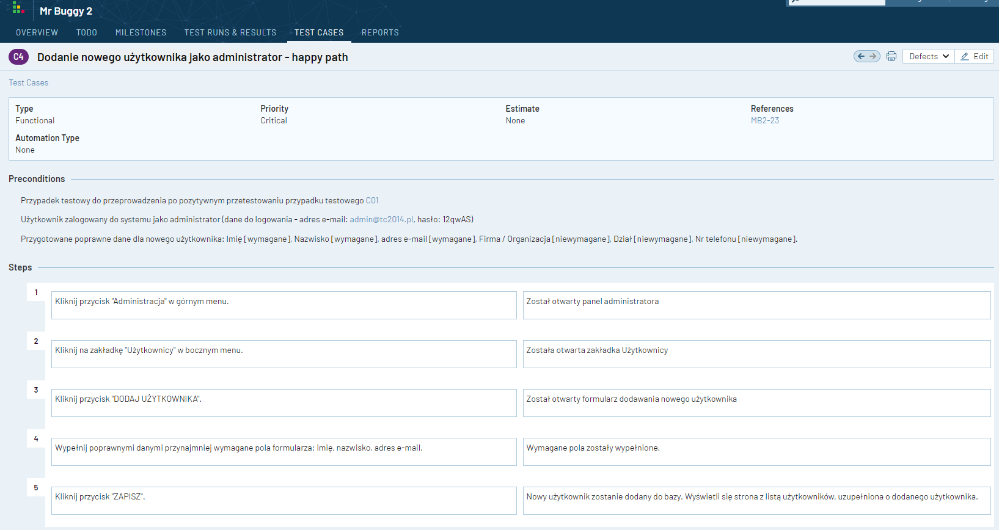 Mr Buggy 2
OVERVIEW TODO MILESTONES TEST RUNS & RESULTS TEST CASES REPORTS
C4 Dodanie nowego użytkownika jako administrator - happy path
Defects Edit
Test Cases
Type Priority Estimate References
Functional Critical None MB2-23
Automation Type
None
Preconditions
Przypadek testowy do przeprowadzenia po pozytywnym przetestowaniu przypadku testowego C01
Użytkownik zalogowany do systemu jako administrator (dane do logowania - adres e-mail: admin@tc2014.pl, hasło: 12qwAS)
Przygotowane poprawne dane dla nowego użytkownika: Imię [wymagane], Nazwisko [wymagane], adres e-mail [wymagane], Firma / Organizacja [niewymagane], Dział [niewymagane], Nr telefonu [niewymagane].
Steps
1 Kliknij przycisk "Administracja" w górnym menu. Został otwarty panel administratora
2 Kliknij na zakładkę "Użytkownicy" w bocznym menu. Została otwarta zakładka Użytkownicy
3 Kliknij przycisk "DODAJ UŻYTKOWNIKA". Został otwarty formularz dodawania nowego użytkownika
4 Wypełnij poprawnymi danymi przynajmniej wymagane pola formularza: imię, nazwisko, adres e-mail. Wymagane pola zostały wypełnione.
5 Kliknij przycisk "ZAPISZ". Nowy użytkownik zostanie dodany do bazy. Wyświetli się strona z listą użytkowników, uzupełniona o dodanego użytkownika.